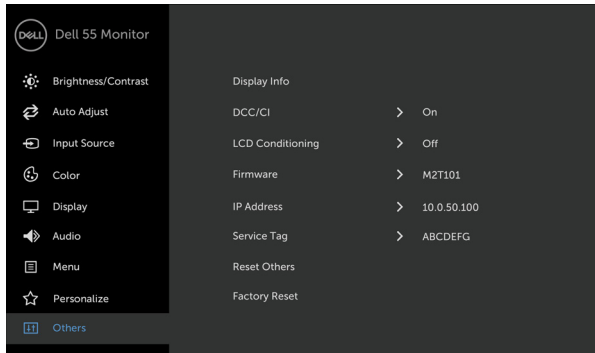 DELL Dell 55 Monitor
Brightness/Contrast
Auto Adjust
Input Source
Color
Display
Audio
Menu
Personalize
Others
Display Info
DCC/CI > On
LCD Conditioning > Off
Firmware > M2T101
IP Address > 10.0.50.100
Service Tag > ABCDEFG
Reset Others
Factory Reset